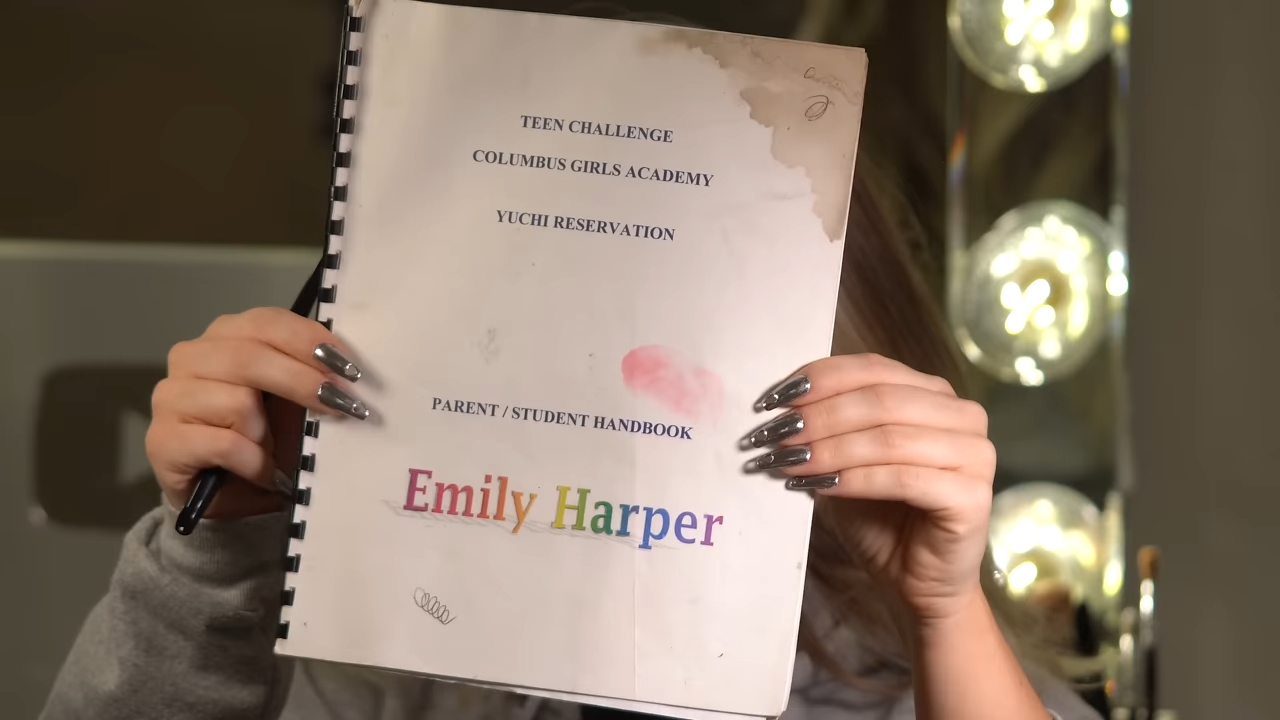 TEEN CHALLENGE
COLUMBUS GIRLS ACADEMY
YUCHI RESERVATION
PARENT / STUDENT HANDBOOK
Emily Harper